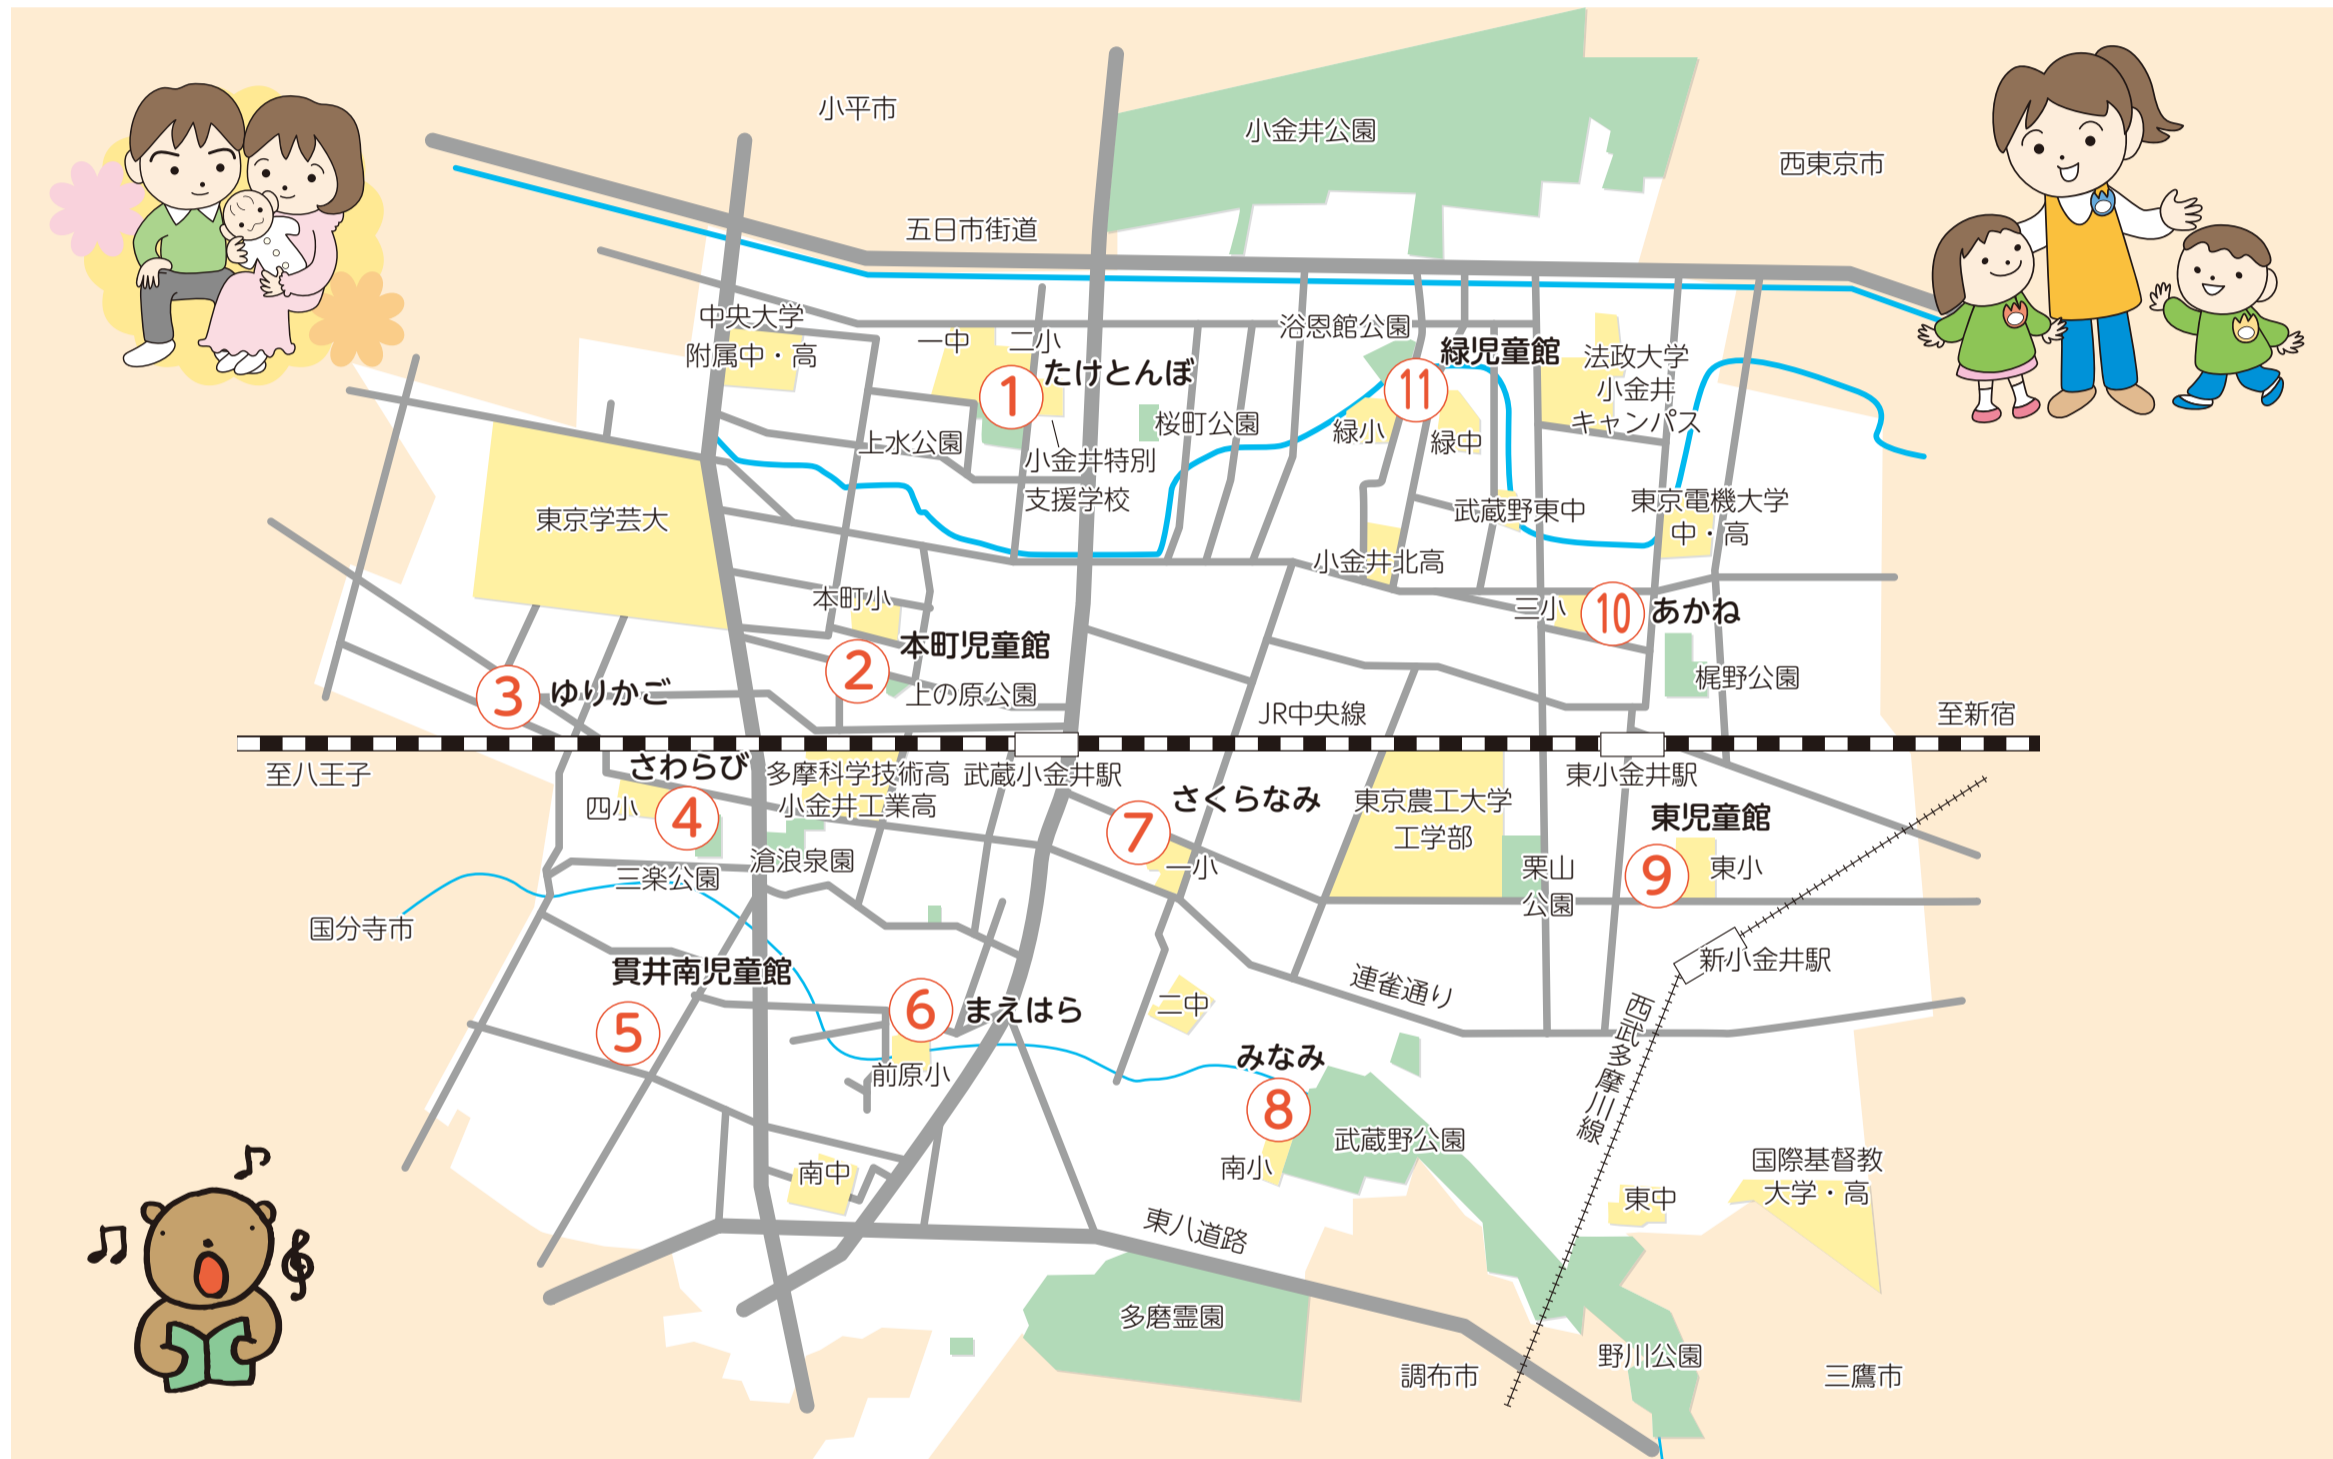 小平市
小金井公園
西東京市
五日市街道
中央大学
附属中・高
一中
二小
① たけとんぼ
浴恩館公園
緑児童館
⑪
法政大学
小金井
キャンパス
上水公園
小金井特別
支援学校
桜町公園
緑小
緑中
東京学芸大
武蔵野東中
東京電機大学
中・高
小金井北高
本町小
三小
⑩ あかね
② 本町児童館
上の原公園
梶野公園
③ ゆりかご
JR中央線
至新宿
至八王子
さわらび
④
四小
多摩科学技術高
小金井工業高
武蔵小金井駅
さくらなみ
⑦
一小
東京農工大学
工学部
東小金井駅
東児童館
⑨
東小
栗山
公園
滄浪泉園
三楽公園
国分寺市
貫井南児童館
⑤
⑥ まえはら
前原小
二中
連雀通り
新小金井駅
西武多摩川線
みなみ
⑧
南小
武蔵野公園
南中
東八道路
東中
国際基督教
大学・高
多磨霊園
調布市
野川公園
三鷹市